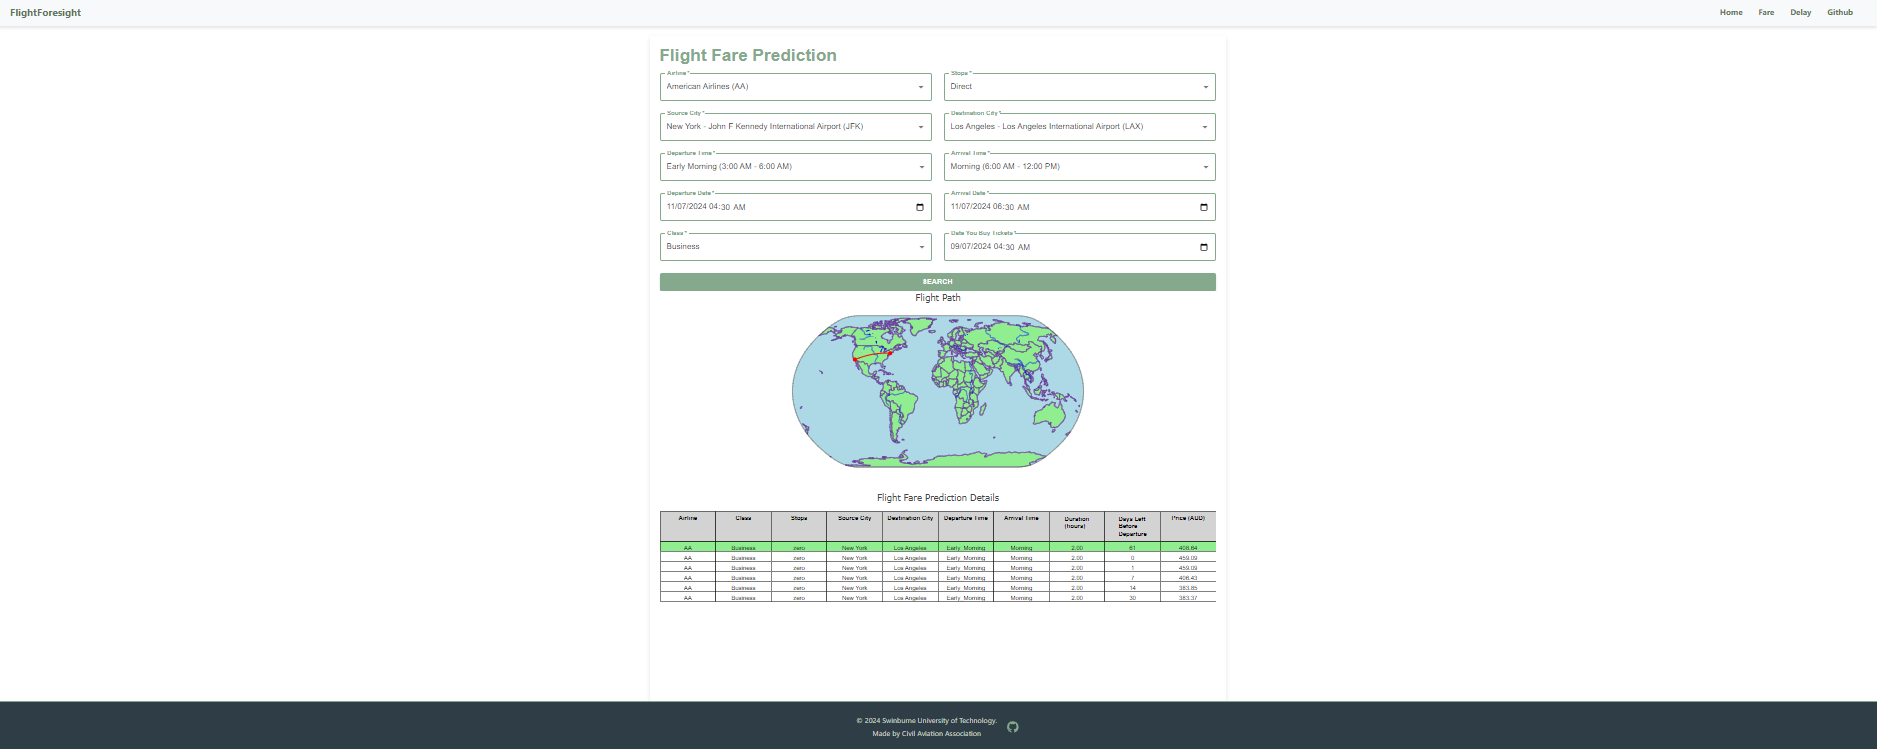 FlightForesight
Home Fare Delay Github
Flight Fare Prediction
Airline *
American Airlines (AA)
Stops *
Direct
Source City *
New York - John F Kennedy International Airport (JFK)
Destination City *
Los Angeles - Los Angeles International Airport (LAX)
Departure Time *
Early Morning (3:00 AM - 6:00 AM)
Arrival Time *
Morning (6:00 AM - 12:00 PM)
Departure Date *
11/07/2024 04:30 AM
Arrival Date *
11/07/2024 06:30 AM
Class *
Business
Date You Buy Tickets *
09/07/2024 04:30 AM
SEARCH
Flight Path
Flight Fare Prediction Details
Airline Class Stops Source City Destination City Departure Time Arrival Time Duration (hours) Days Left Before Departure Price (AUD)
AA Business zero New York Los Angeles Early_Morning Morning 2.00 61 408.64
AA Business zero New York Los Angeles Early_Morning Morning 2.00 0 459.09
AA Business zero New York Los Angeles Early_Morning Morning 2.00 1 459.09
AA Business zero New York Los Angeles Early_Morning Morning 2.00 7 406.43
AA Business zero New York Los Angeles Early_Morning Morning 2.00 14 383.85
AA Business zero New York Los Angeles Early_Morning Morning 2.00 30 383.37
© 2024 Swinburne University of Technology.
Made by Civil Aviation Association